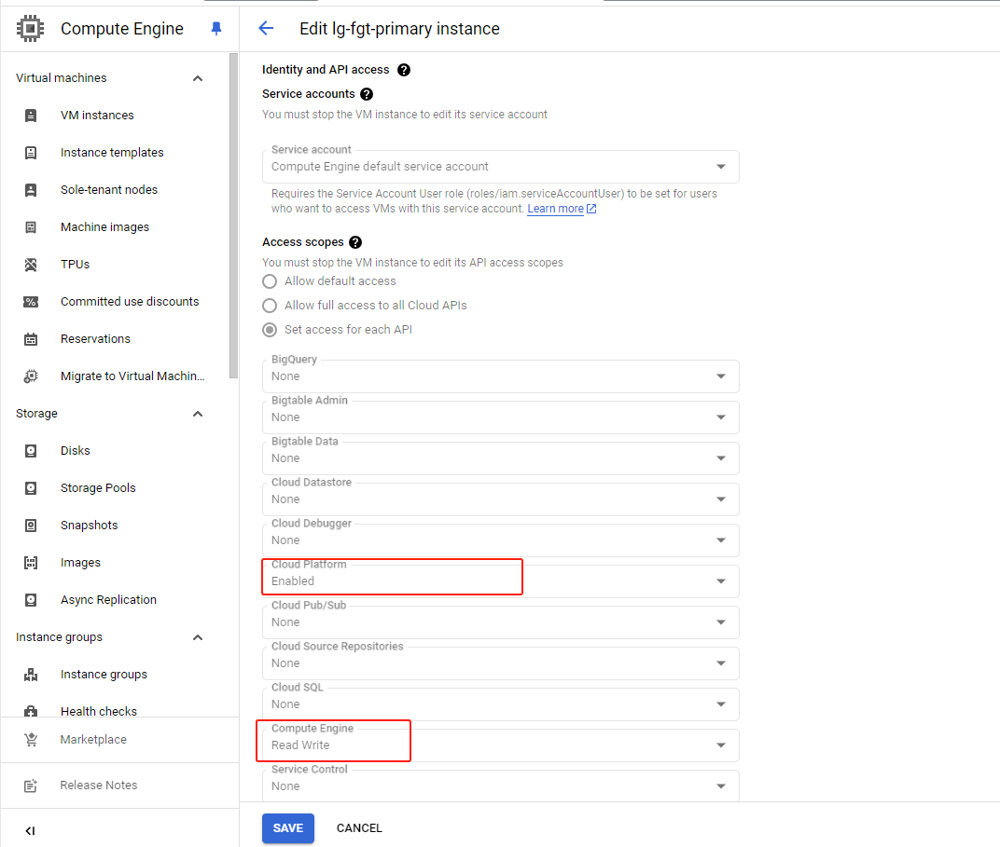 Compute Engine
Edit lg-fgt-primary instance
Virtual machines
VM instances
Instance templates
Sole-tenant nodes
Machine images
TPUs
Committed use discounts
Reservations
Migrate to Virtual Machin...
Storage
Disks
Storage Pools
Snapshots
Images
Async Replication
Instance groups
Instance groups
Health checks
Marketplace
Release Notes
Identity and API access
Service accounts
You must stop the VM instance to edit its service account
Service account
Compute Engine default service account
Requires the Service Account User role (roles/iam.serviceAccountUser) to be set for users
who want to access VMs with this service account. Learn more
Access scopes
You must stop the VM instance to edit its API access scopes
Allow default access
Allow full access to all Cloud APIs
Set access for each API
BigQuery
None
Bigtable Admin
None
Bigtable Data
None
Cloud Datastore
None
Cloud Debugger
None
Cloud Platform
Enabled
Cloud Pub/Sub
None
Cloud Source Repositories
None
Cloud SQL
None
Compute Engine
Read Write
Service Control
None
SAVE
CANCEL